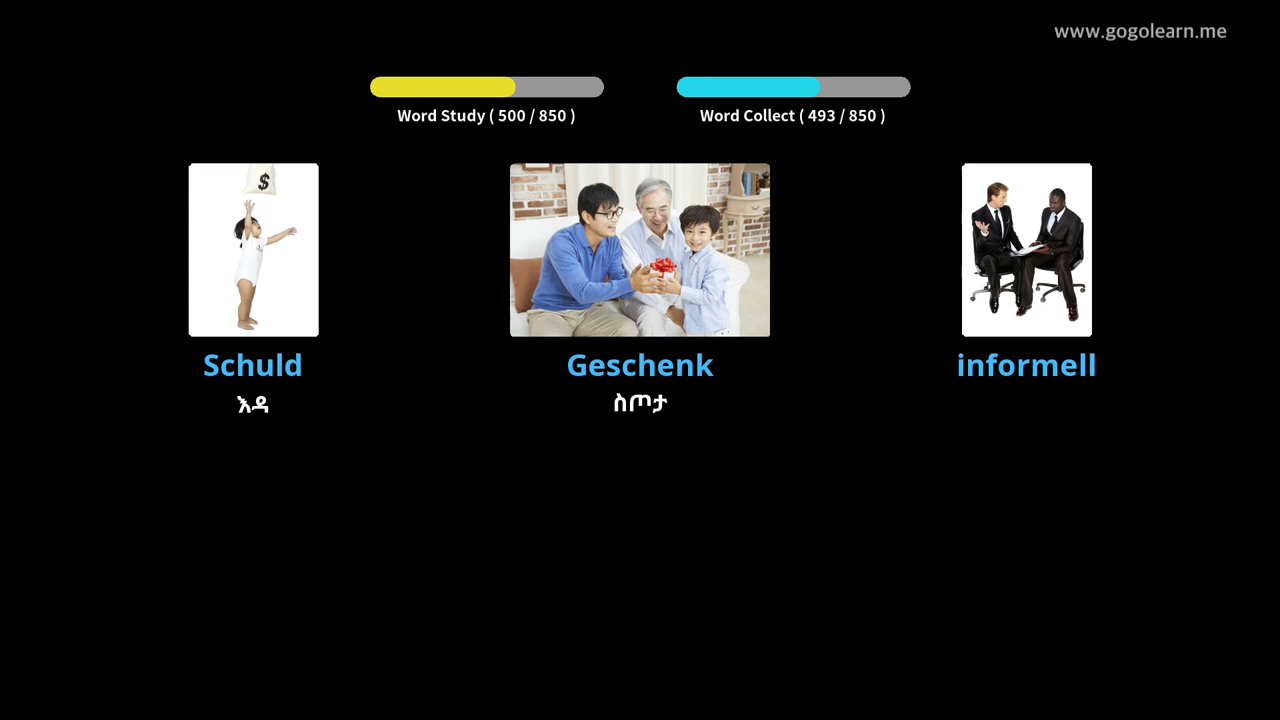 www.gogolearn.me
Word Study ( 500 / 850 )
Word Collect ( 493 / 850 )
$
Schuld
Geschenk
informell
እዳ
ስጦታ